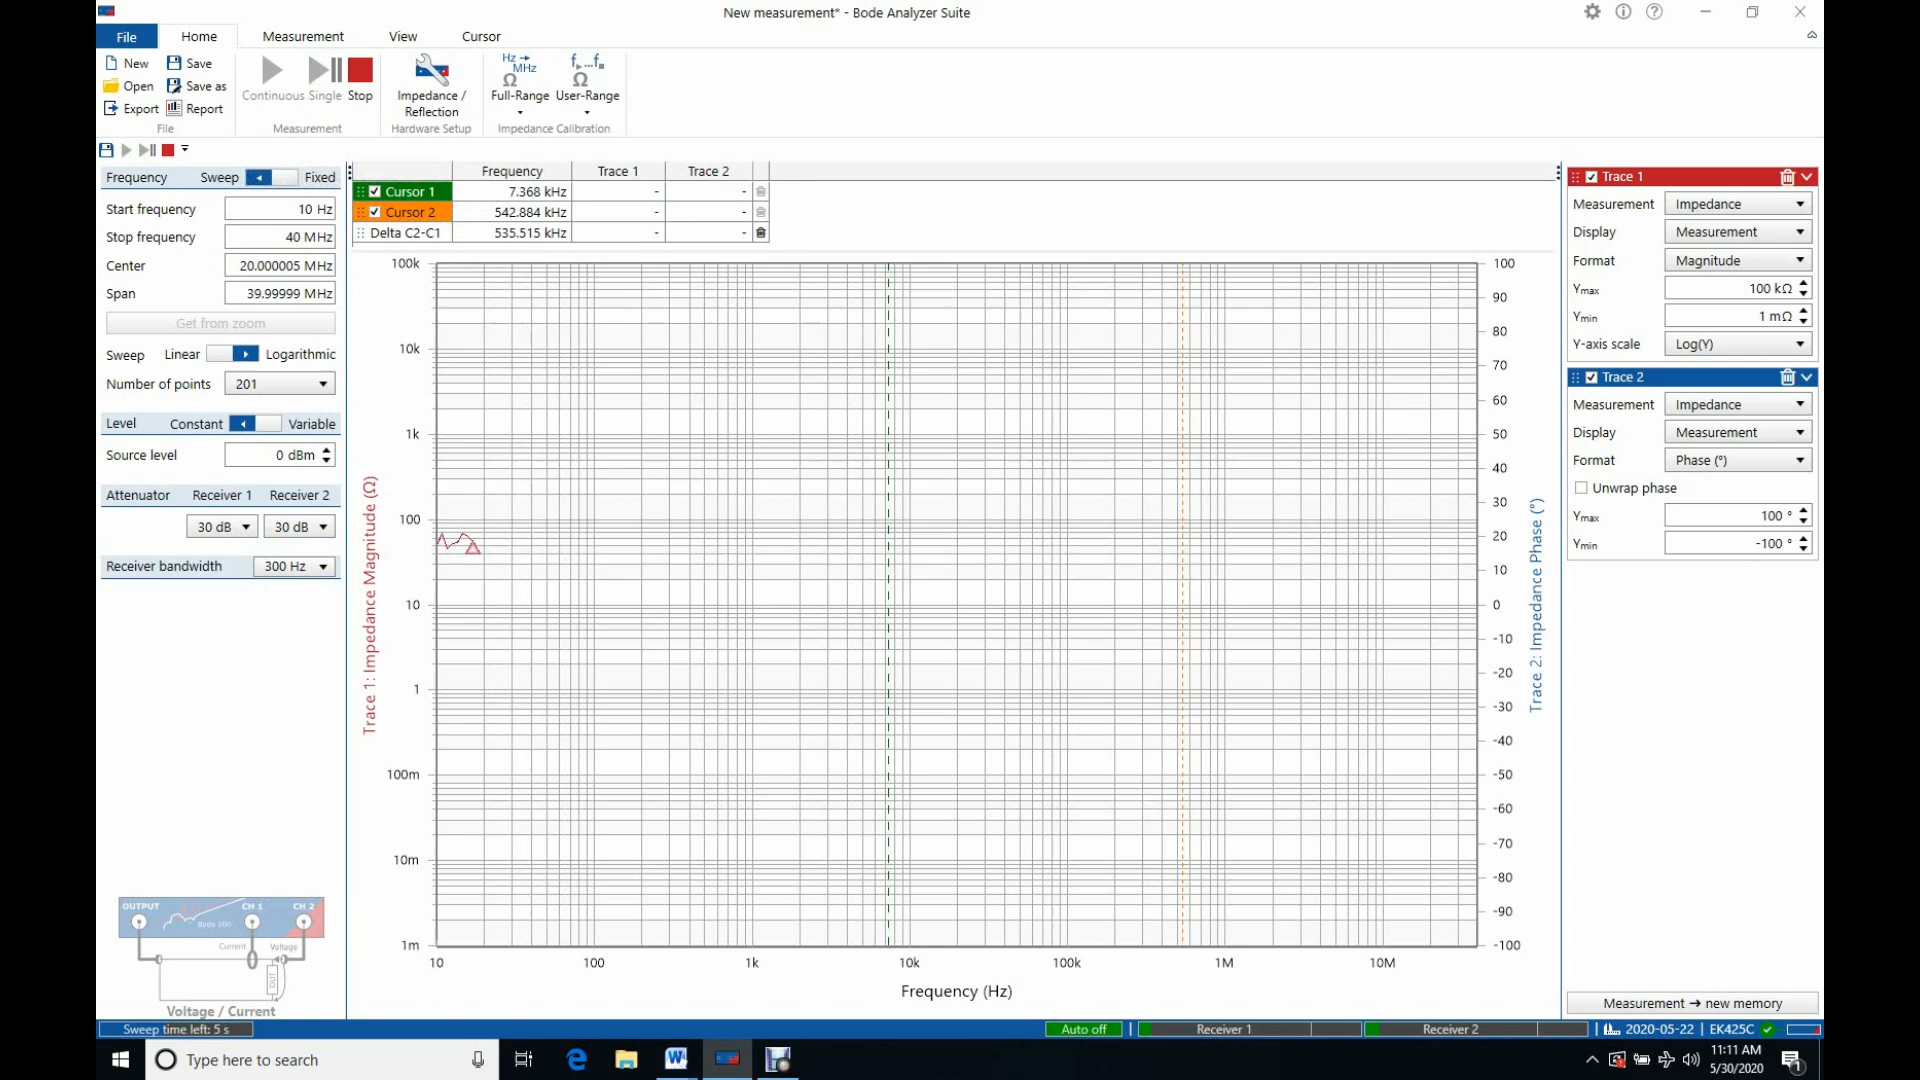 New measurement* - Bode Analyzer Suite
File Home Measurement View Cursor
New Save
Open Save as
Export Report
File
Continuous Single Stop
Measurement
Impedance /
Reflection
Hardware Setup
Hz
MHz
Ω
Full-Range
f...f
Ω
User-Range
Impedance Calibration
Frequency Sweep Fixed
Start frequency 10 Hz
Stop frequency 40 MHz
Center 20.000005 MHz
Span 39.99999 MHz
Get from zoom
Sweep Linear Logarithmic
Number of points 201
Level Constant Variable
Source level 0 dBm
Attenuator Receiver 1 Receiver 2
30 dB 30 dB
Receiver bandwidth 300 Hz
OUTPUT CH 1 CH 2
Bode 100
Current Voltage
DUT
Voltage / Current
Frequency Trace 1 Trace 2
Cursor 1 7.368 kHz - -
Cursor 2 542.884 kHz - -
Delta C2-C1 535.515 kHz - -
Trace 1: Impedance Magnitude (Ω)
100k
10k
1k
100
10
1
100m
10m
1m
10 100 1k 10k 100k 1M 10M
Frequency (Hz)
100
90
80
70
60
50
40
30
20
10
0
-10
-20
-30
-40
-50
-60
-70
-80
-90
-100
Trace 2: Impedance Phase (°)
Trace 1
Measurement Impedance
Display Measurement
Format Magnitude
Ymax 100 kΩ
Ymin 1 mΩ
Y-axis scale Log(Y)
Trace 2
Measurement Impedance
Display Measurement
Format Phase (°)
Unwrap phase
Ymax 100 °
Ymin -100 °
Measurement → new memory
Sweep time left: 5 s Auto off Receiver 1 Receiver 2 2020-05-22 EK425C
Type here to search
11:11 AM
5/30/2020
1